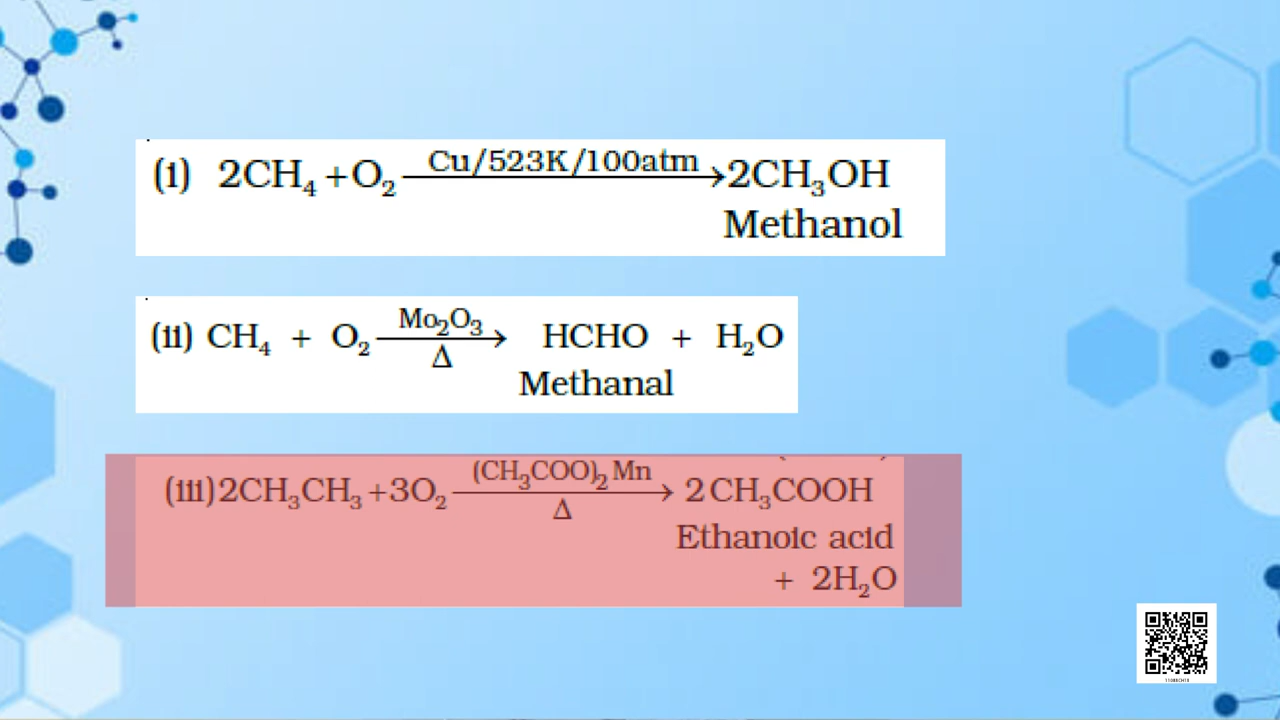 (i) 2CH₄ + O₂ Cu/523K/100atm → 2CH₃OH
Methanol
(ii) CH₄ + O₂ Mo₂O₃ Δ → HCHO + H₂O
Methanal
(iii) 2CH₃CH₃ + 3O₂ (CH₃COO)₂Mn Δ → 2CH₃COOH
Ethanoic acid
+ 2H₂O